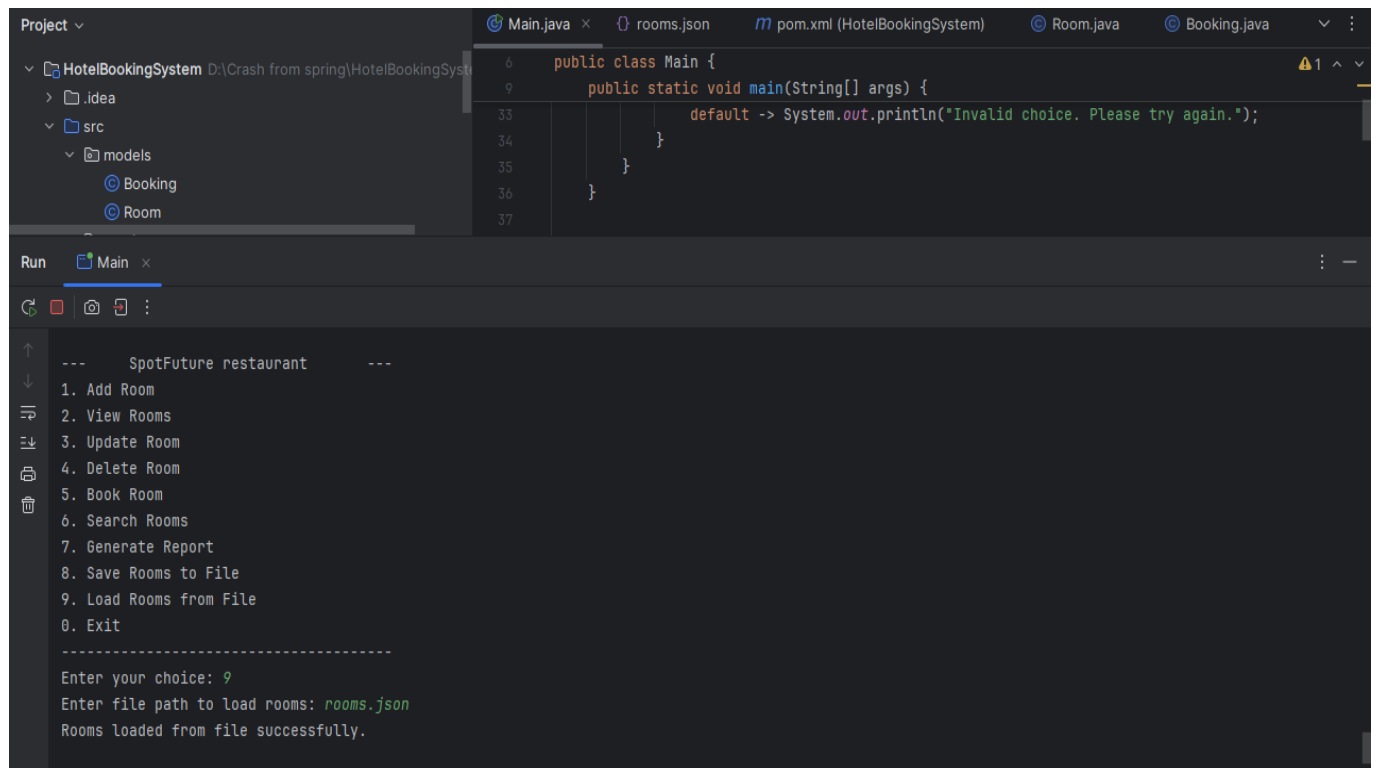 Project
Main.java
rooms.json
pom.xml (HotelBookingSystem)
Room.java
Booking.java
HotelBookingSystem D:\Crash from spring\HotelBookingSyste
.idea
src
models
Booking
Room
6 public class Main {
9 public static void main(String[] args) {
33 default -> System.out.println("Invalid choice. Please try again.");
34 }
35 }
36 }
37
1
Run Main
--- SpotFuture restaurant ---
1. Add Room
2. View Rooms
3. Update Room
4. Delete Room
5. Book Room
6. Search Rooms
7. Generate Report
8. Save Rooms to File
9. Load Rooms from File
0. Exit
---------------------------------------
Enter your choice: 9
Enter file path to load rooms: rooms.json
Rooms loaded from file successfully.